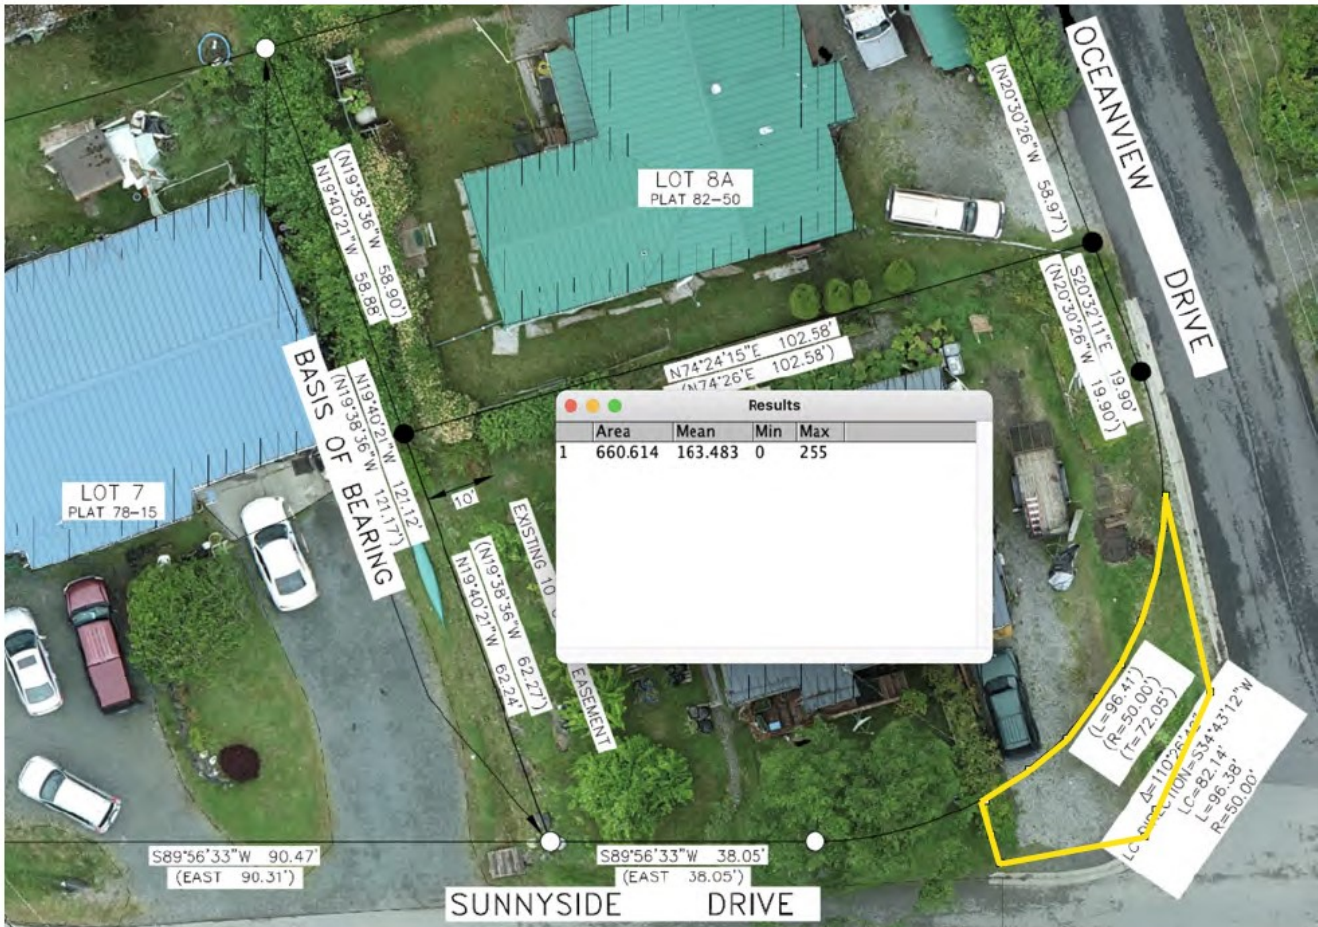 OCEANVIEW DRIVE
(N20°30'26"W 58.97')
LOT 8A
PLAT 82-50
(N19°38'36"W 58.90')
N19°40'21"W 58.88'
S20°32'11"E 19.90'
(N20°30'26"W 19.90')
N74°24'15"E 102.58'
(N74°26'E 102.58')
BASIS OF BEARING
N19°40'21"W 121.12'
(N19°38'36"W 121.17')
Results
Area Mean Min Max
1 660.614 163.483 0 255
LOT 7
PLAT 78-15
10'
EXISTING 10'
EASEMENT
(N19°38'36"W 62.27')
N19°40'21"W 62.24'
(L=96.41')
(R=50.00')
(T=72.05')
LC=82.14'
L=96.38'
R=50.00'
S89°56'33"W 90.47'
(EAST 90.31')
S89°56'33"W 38.05'
(EAST 38.05')
SUNNYSIDE DRIVE